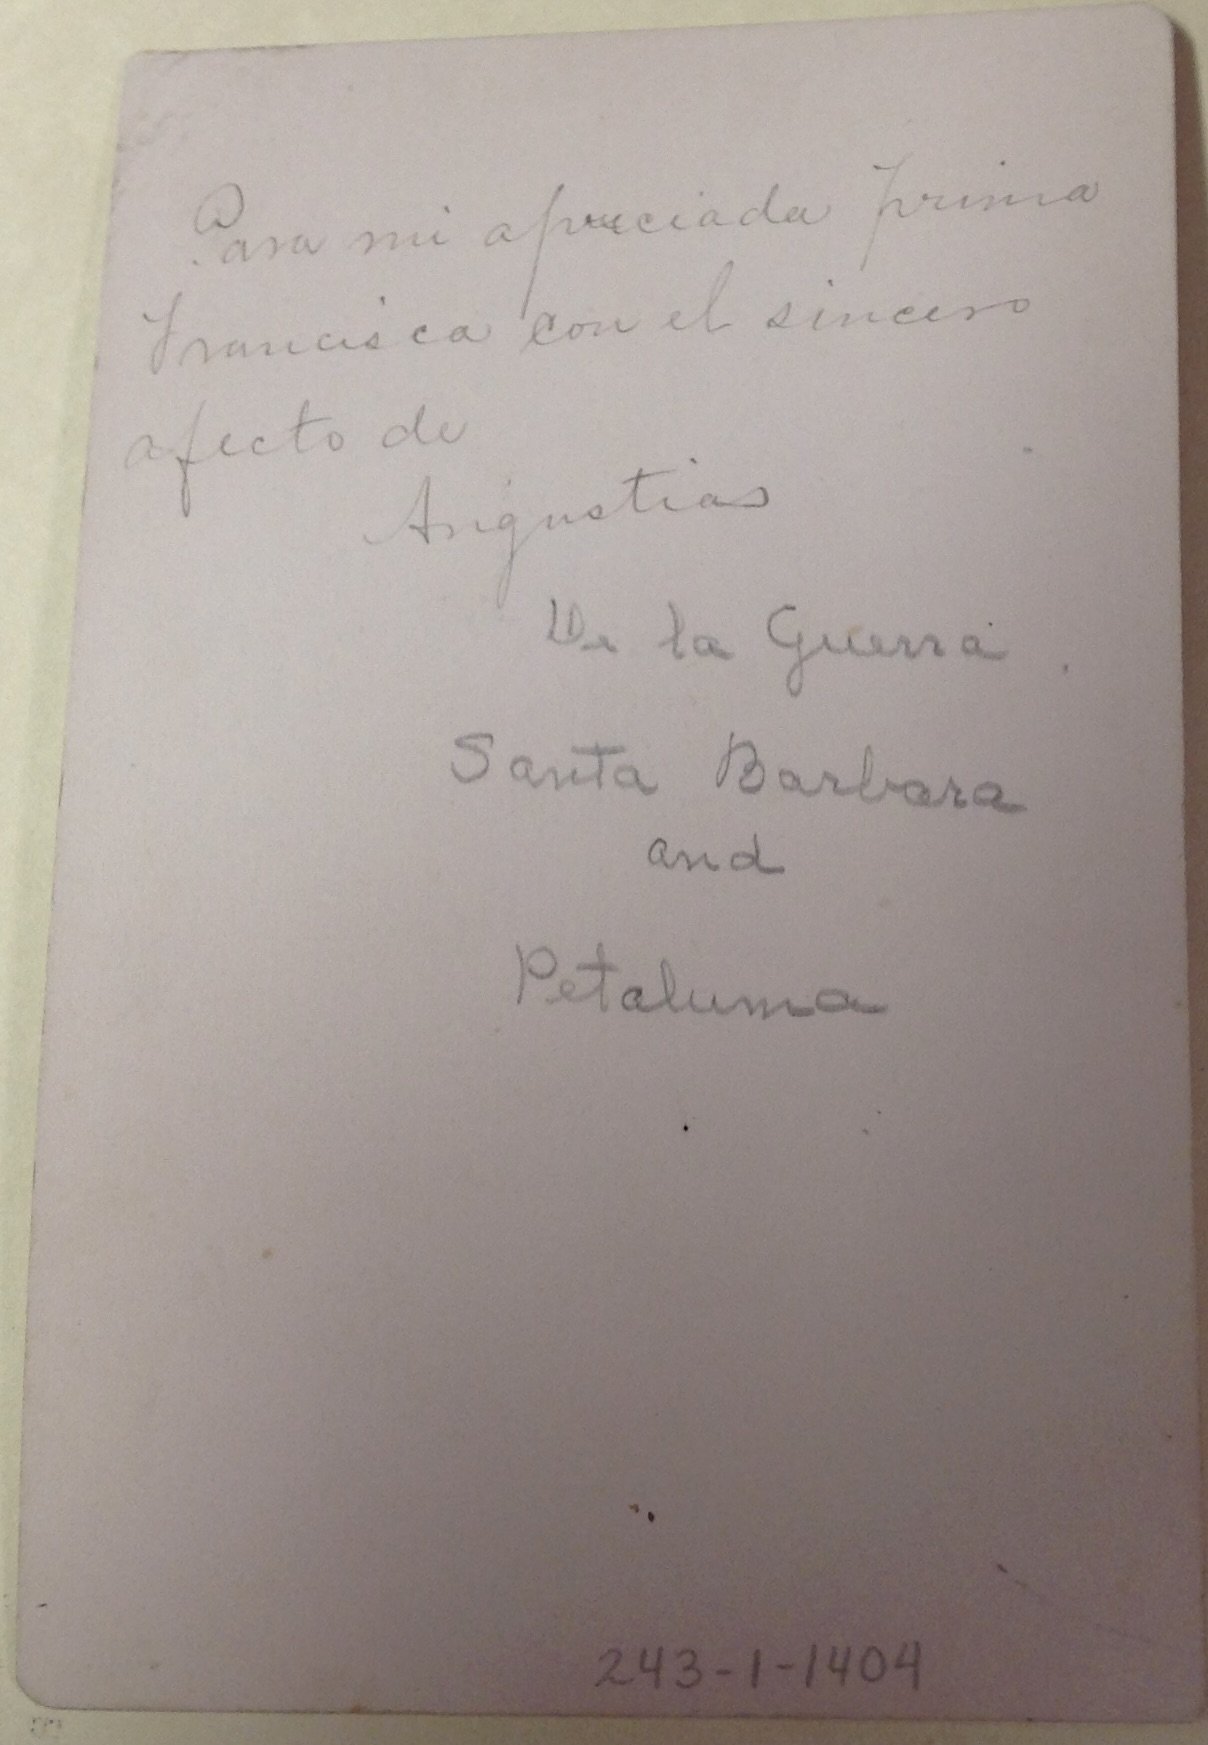 Para mi apreciada prima
Francisca con el sincero
afecto de
Angustias
De la Guerra
Santa Barbara
and
Petaluma
243-1-1404